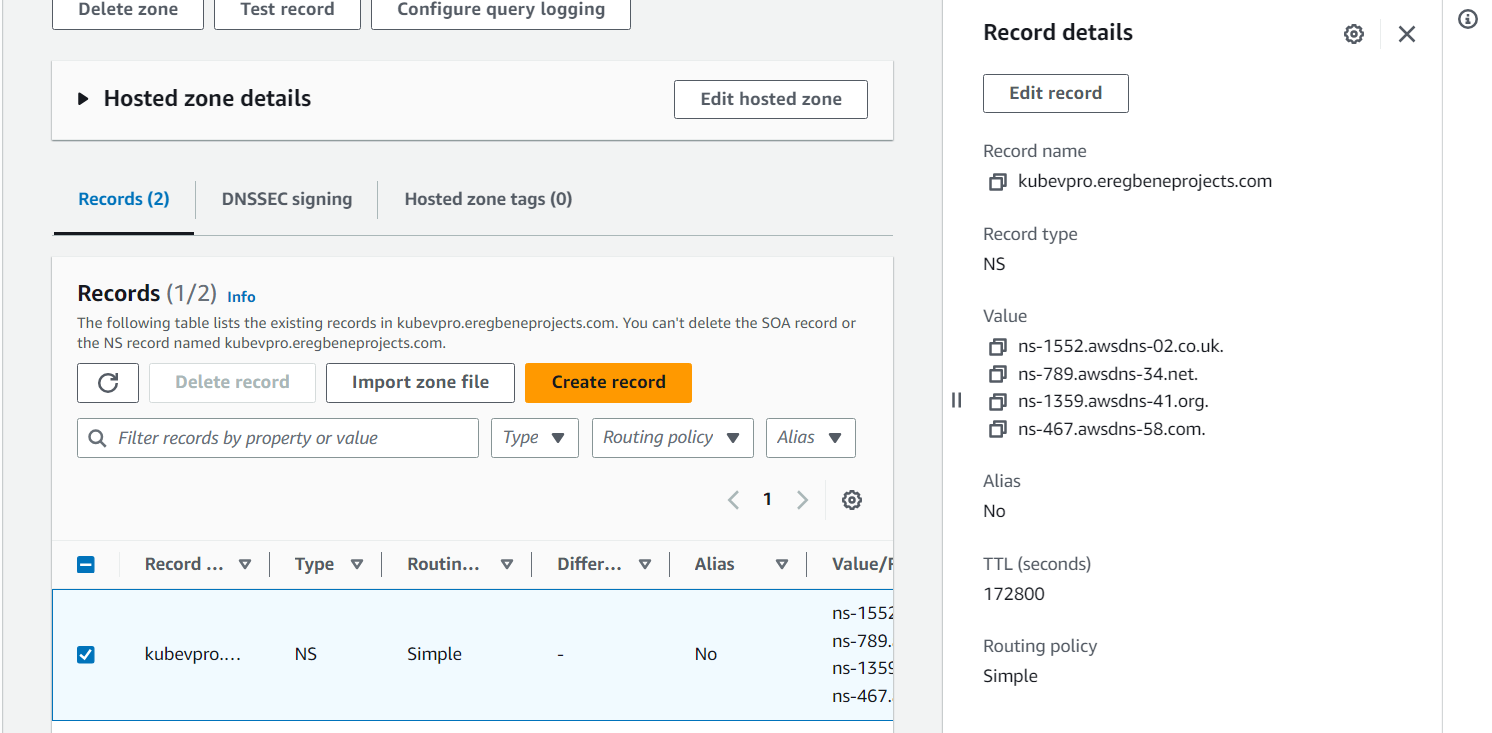 Delete zone
Test record
Configure query logging
Hosted zone details
Edit hosted zone
Records (2)
DNSSEC signing
Hosted zone tags (0)
Records (1/2) Info
The following table lists the existing records in kubevpro.eregbeneprojects.com. You can't delete the SOA record or
the NS record named kubevpro.eregbeneprojects.com.
Delete record
Import zone file
Create record
Filter records by property or value
Type
Routing policy
Alias
1
Record ...
Type
Routin...
Differ...
Alias
Value/R
kubevpro....
NS
Simple
-
No
ns-1552
ns-789.
ns-1359
ns-467.
Record details
Edit record
Record name
kubevpro.eregbeneprojects.com
Record type
NS
Value
ns-1552.awsdns-02.co.uk.
ns-789.awsdns-34.net.
ns-1359.awsdns-41.org.
ns-467.awsdns-58.com.
Alias
No
TTL (seconds)
172800
Routing policy
Simple